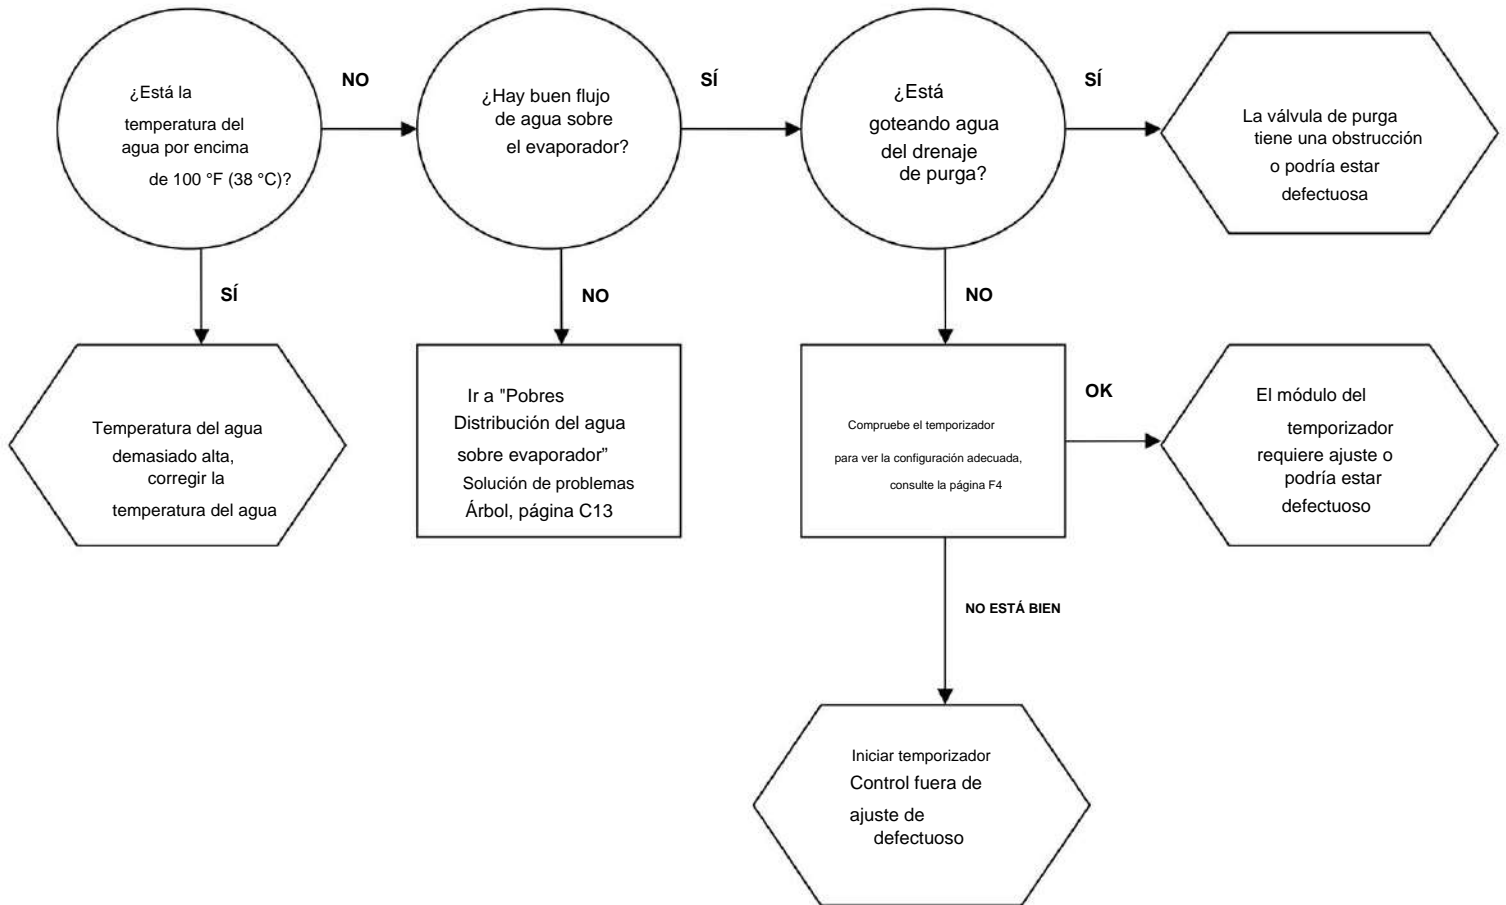 ¿Está la
temperatura del
agua por encima
de 100 °F (38 °C)?
NO
¿Hay buen flujo
de agua sobre
el evaporador?
SÍ
¿Está
goteando agua
del drenaje
de purga?
SÍ
La válvula de purga
tiene una obstrucción
o podría estar
defectuosa
SÍ
NO
NO
Temperatura del agua
demasiado alta,
corregir la
temperatura del agua
Ir a "Pobres
Distribución del agua
sobre evaporador”
Solución de problemas
Árbol, página C13
Compruebe el temporizador
para ver la configuración adecuada,
consulte la página F4
OK
El módulo del
temporizador
requiere ajuste o
podría estar
defectuoso
NO ESTÁ BIEN
Iniciar temporizador
Control fuera de
ajuste de
defectuoso